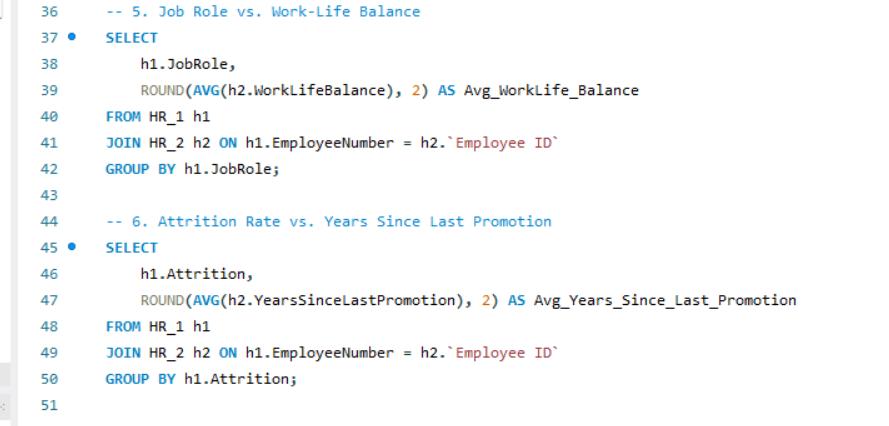 36 -- 5. Job Role vs. Work-Life Balance
37 SELECT
38 h1.JobRole,
39 ROUND(AVG(h2.WorkLifeBalance), 2) AS Avg_WorkLife_Balance
40 FROM HR_1 h1
41 JOIN HR_2 h2 ON h1.EmployeeNumber = h2.`Employee ID`
42 GROUP BY h1.JobRole;
43
44 -- 6. Attrition Rate vs. Years Since Last Promotion
45 SELECT
46 h1.Attrition,
47 ROUND(AVG(h2.YearsSinceLastPromotion), 2) AS Avg_Years_Since_Last_Promotion
48 FROM HR_1 h1
49 JOIN HR_2 h2 ON h1.EmployeeNumber = h2.`Employee ID`
50 GROUP BY h1.Attrition;
51